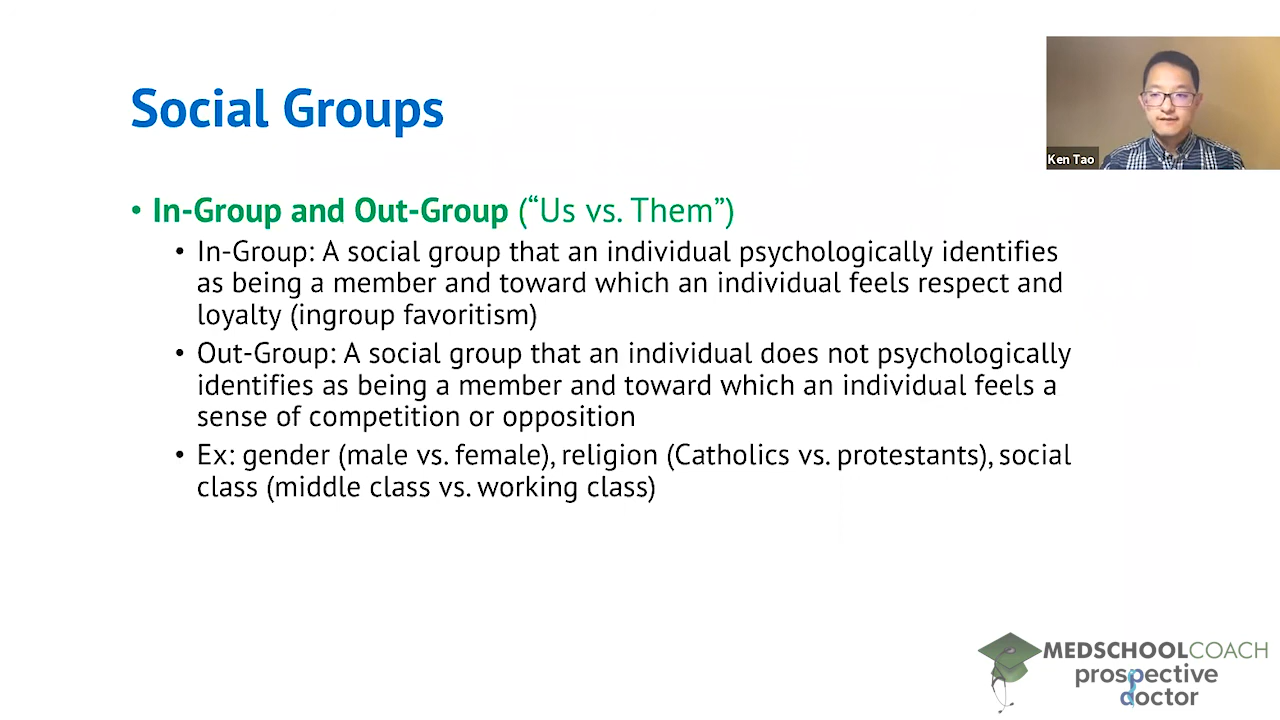 Social Groups
Ken Tao
• In-Group and Out-Group (“Us vs. Them”)
• In-Group: A social group that an individual psychologically identifies
as being a member and toward which an individual feels respect and
loyalty (ingroup favoritism)
• Out-Group: A social group that an individual does not psychologically
identifies as being a member and toward which an individual feels a
sense of competition or opposition
• Ex: gender (male vs. female), religion (Catholics vs. protestants), social
class (middle class vs. working class)
MEDSCHOOLCOACH
prospective
doctor